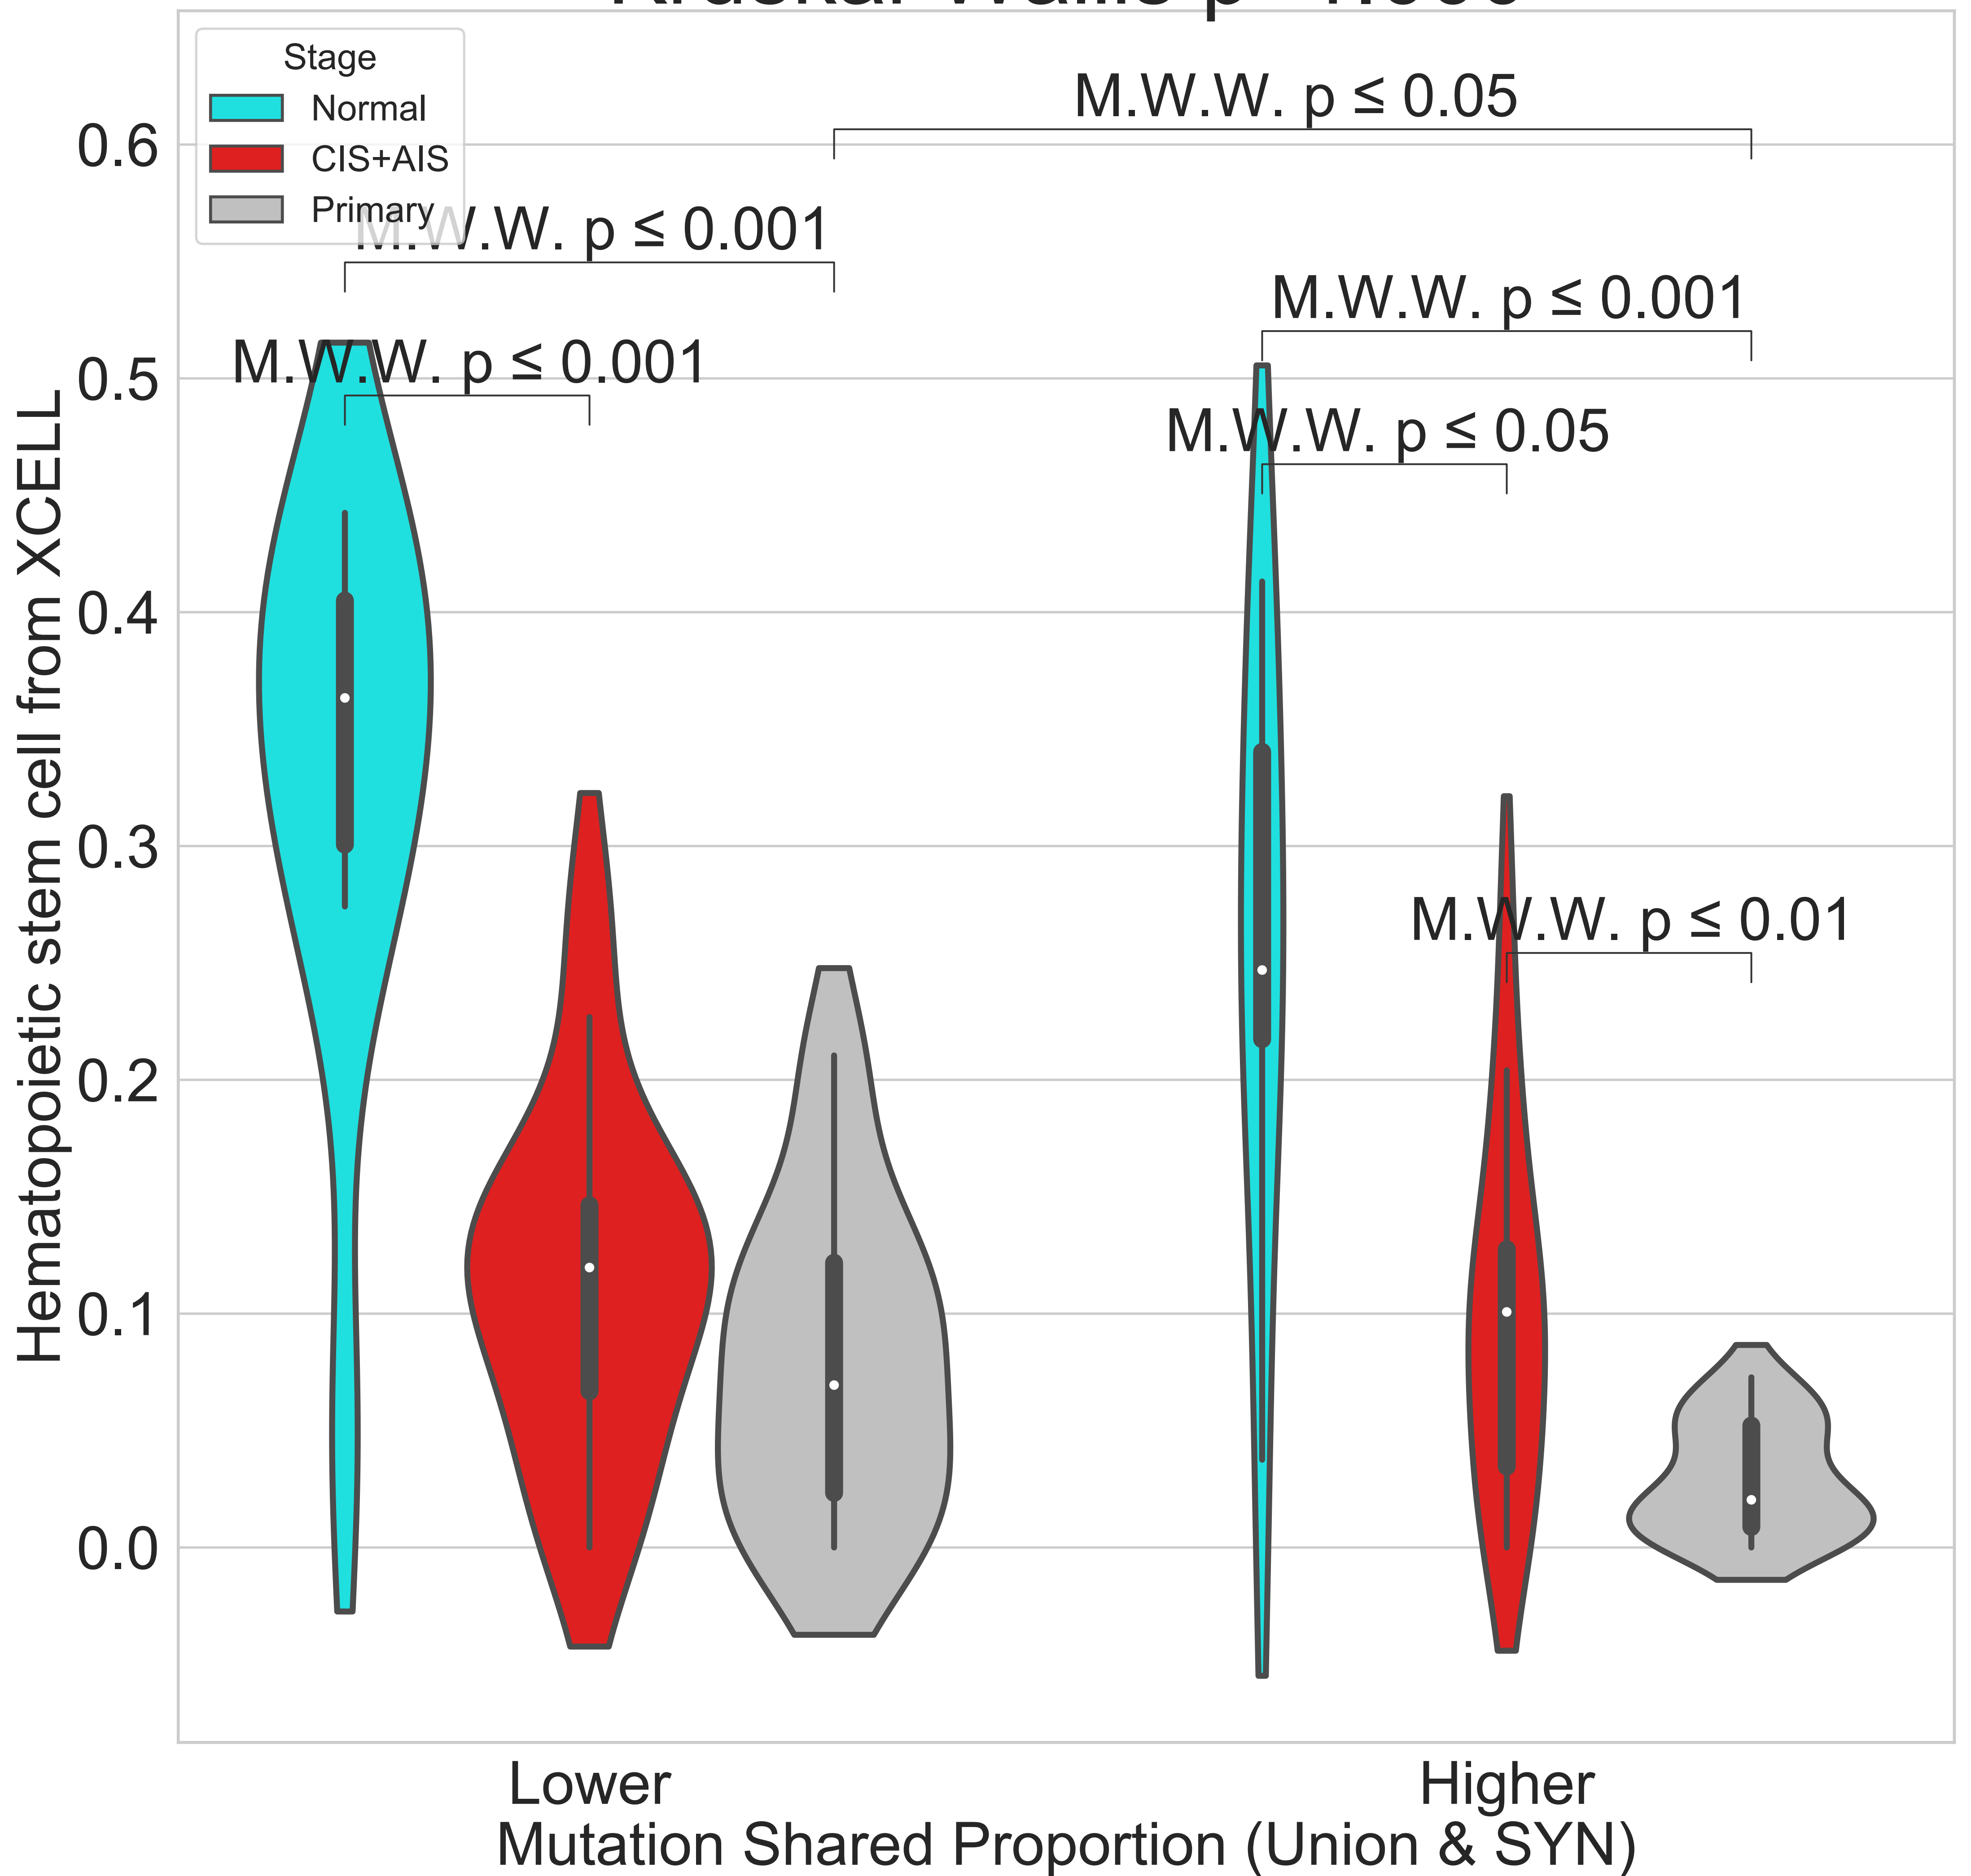 Stage
Normal
CIS+AIS
Primary
M.W.W. p ≤ 0.05
M.W.W. p ≤ 0.001
M.W.W. p ≤ 0.001
M.W.W. p ≤ 0.001
M.W.W. p ≤ 0.05
M.W.W. p ≤ 0.01
Hematopoietic stem cell from XCELL
0.6
0.5
0.4
0.3
0.2
0.1
0.0
Lower
Higher
Mutation Shared Proportion (Union & SYN)